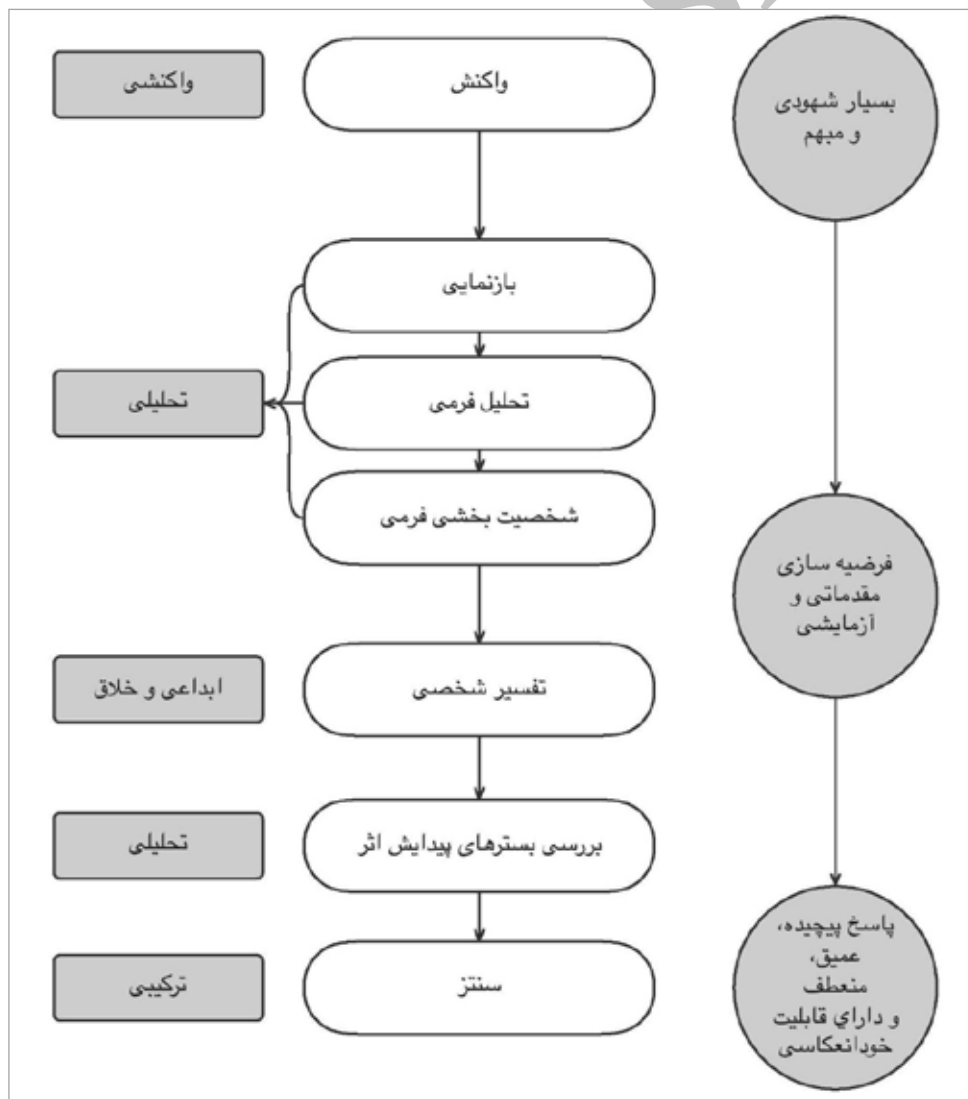 بسیار شهودی
و مبهم
واکنش
واکنشی
بازنمایی
تحلیل فرمی
تحلیلی
شخصیت بخشی فرمی
فرضیه سازی
مقدماتی و
آزمایشی
تفسیر شخصی
ابداعی و خلاق
بررسی بسترهای پیدایش اثر
تحلیلی
پاسخ پیچیده،
عمیق،
منعطف
و دارای قابلیت
خودانعکاسی
سنتز
ترکیبی